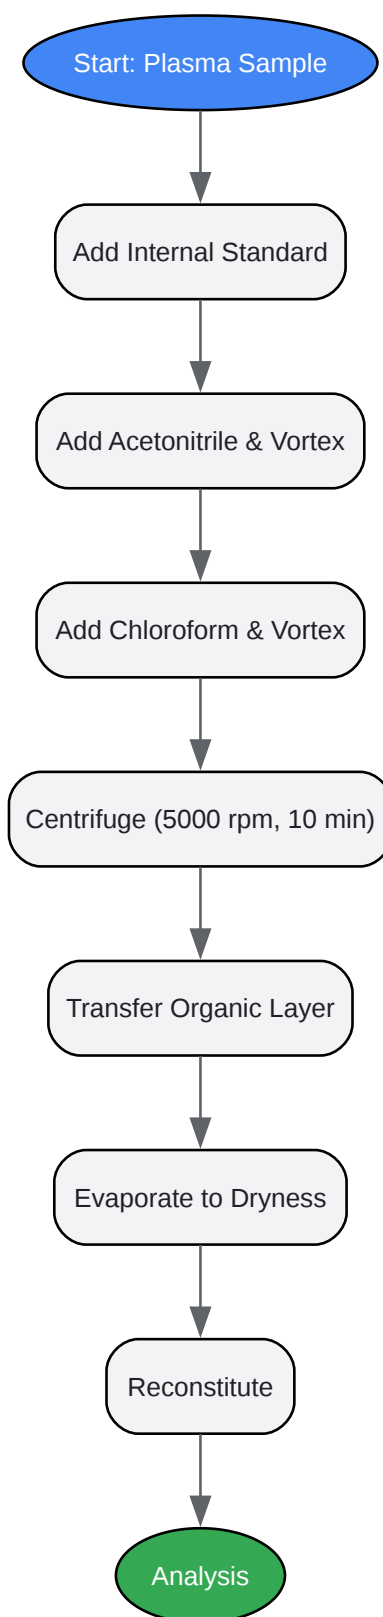 Start: Plasma Sample
Add Internal Standard
Add Acetonitrile & Vortex
Add Chloroform & Vortex
Centrifuge (5000 rpm, 10 min)
Transfer Organic Layer
Evaporate to Dryness
Reconstitute
Analysis